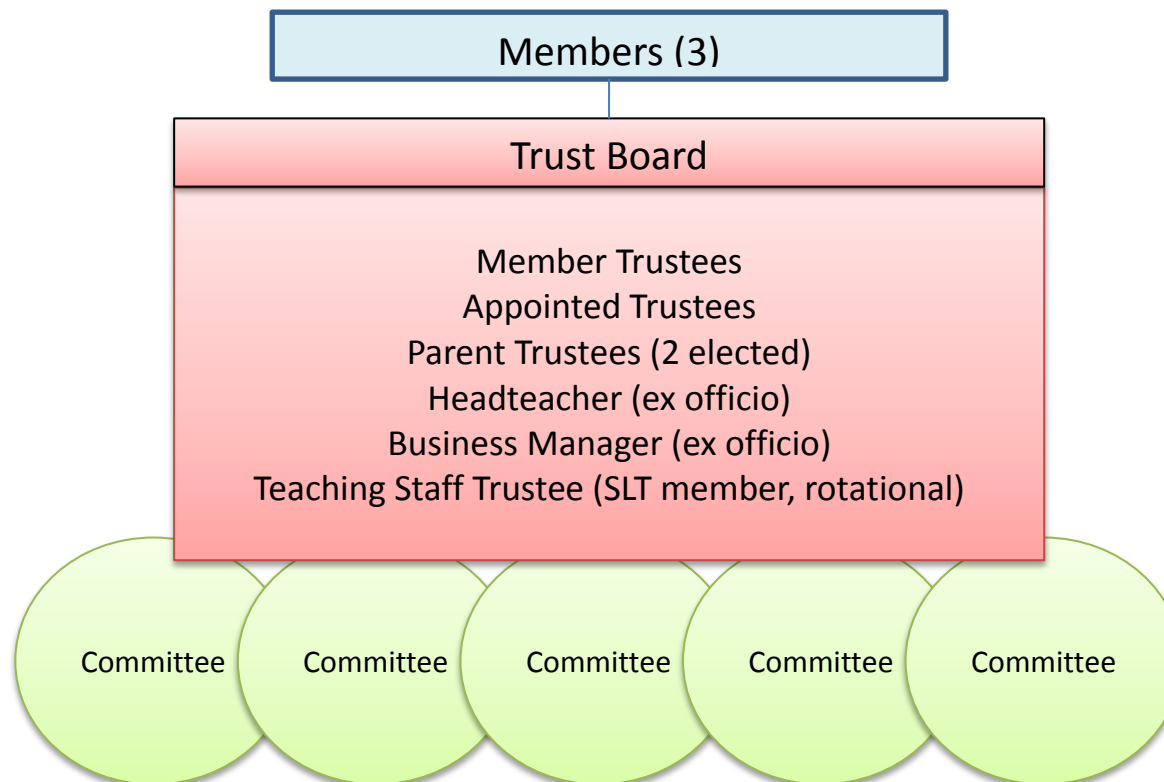 Members (3)
Trust Board
Member Trustees
Appointed Trustees
Parent Trustees (2 elected)
Headteacher (ex officio)
Business Manager (ex officio)
Teaching Staff Trustee (SLT member, rotational)
Committee
Committee
Committee
Committee
Committee